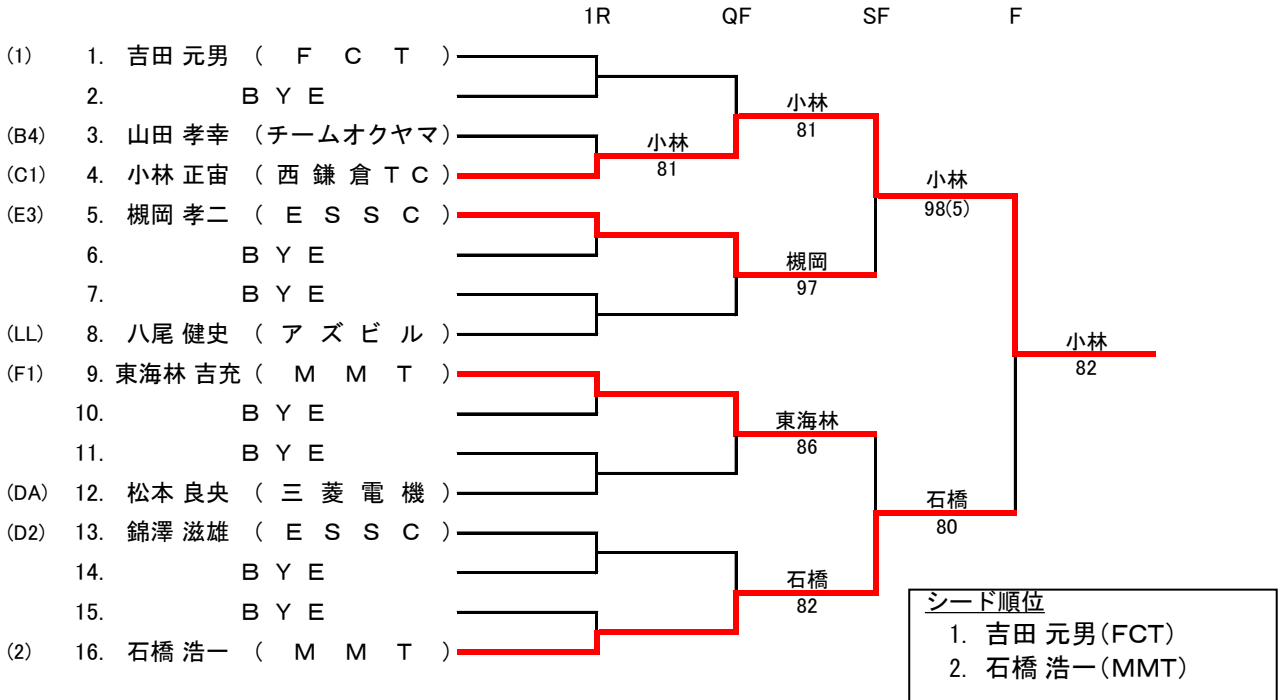 1R QF SF F
(1) 1. 吉田 元男 ( F C T )
2. B Y E
小林
81
(B4) 3. 山田 孝幸 (チームオクヤマ)
小林
81
(C1) 4. 小林 正宙 ( 西 鎌 倉 T C )
小林
98(5)
(E3) 5. 槻岡 孝二 ( E S S C )
6. B Y E
槻岡
97
7. B Y E
(LL) 8. 八尾 健史 ( ア ズ ビ ル )
小林
82
(F1) 9. 東海林 吉充 ( M M T )
10. B Y E
東海林
86
11. B Y E
(DA) 12. 松本 良央 ( 三 菱 電 機 )
石橋
80
(D2) 13. 錦澤 滋雄 ( E S S C )
14. B Y E
石橋
82
15. B Y E
(2) 16. 石橋 浩一 ( M M T )
シード順位
1. 吉田 元男(FCT)
2. 石橋 浩一(MMT)